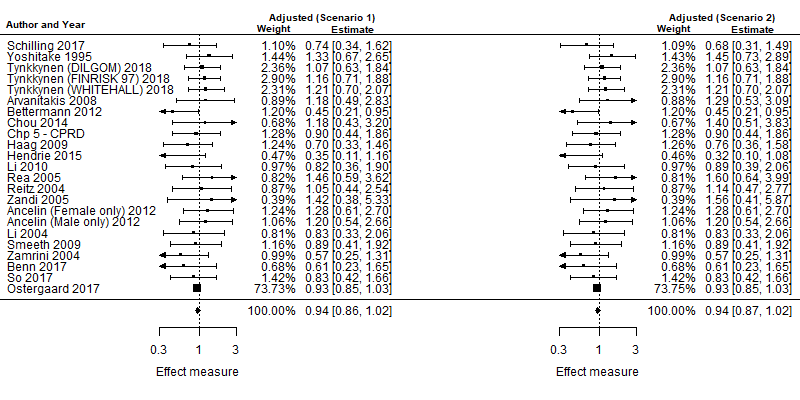 Adjusted (Scenario 1) Adjusted (Scenario 2)
Author and Year Weight Estimate Weight Estimate
Schilling 2017 1.10% 0.74 [0.34, 1.62] 1.09% 0.68 [0.31, 1.49]
Yoshitake 1995 1.44% 1.33 [0.67, 2.65] 1.43% 1.45 [0.73, 2.89]
Tynkkynen (DILGOM) 2018 2.36% 1.07 [0.63, 1.84] 2.36% 1.07 [0.63, 1.84]
Tynkkynen (FINRISK 97) 2018 2.90% 1.16 [0.71, 1.88] 2.90% 1.16 [0.71, 1.88]
Tynkkynen (WHITEHALL) 2018 2.31% 1.21 [0.70, 2.07] 2.31% 1.21 [0.70, 2.07]
Arvanitakis 2008 0.89% 1.18 [0.49, 2.83] 0.88% 1.29 [0.53, 3.09]
Bettermann 2012 1.20% 0.45 [0.21, 0.95] 1.20% 0.45 [0.21, 0.95]
Chou 2014 0.68% 1.18 [0.43, 3.20] 0.67% 1.40 [0.51, 3.83]
Chp 5 - CPRD 1.28% 0.90 [0.44, 1.86] 1.28% 0.90 [0.44, 1.86]
Haag 2009 1.24% 0.70 [0.33, 1.46] 1.24% 0.76 [0.36, 1.58]
Hendrie 2015 0.47% 0.35 [0.11, 1.16] 0.46% 0.32 [0.10, 1.08]
Li 2010 0.97% 0.82 [0.36, 1.90] 0.97% 0.89 [0.39, 2.06]
Rea 2005 0.82% 1.46 [0.59, 3.62] 0.81% 1.60 [0.64, 3.99]
Reitz 2004 0.87% 1.05 [0.44, 2.54] 0.87% 1.14 [0.47, 2.77]
Zandi 2005 0.39% 1.42 [0.38, 5.33] 0.39% 1.56 [0.41, 5.87]
Ancelin (Female only) 2012 1.28% 1.28 [0.61, 2.70] 1.24% 1.28 [0.61, 2.70]
Ancelin (Male only) 2012 1.06% 1.20 [0.54, 2.66] 1.06% 1.20 [0.54, 2.66]
Li 2004 0.81% 0.83 [0.33, 2.06] 0.81% 0.83 [0.33, 2.06]
Smeeth 2009 1.16% 0.89 [0.41, 1.92] 1.16% 0.89 [0.41, 1.92]
Zamrini 2004 0.99% 0.57 [0.25, 1.31] 0.99% 0.57 [0.25, 1.31]
Benn 2017 0.68% 0.61 [0.23, 1.65] 0.68% 0.61 [0.23, 1.65]
So 2017 1.42% 0.83 [0.42, 1.66] 1.42% 0.83 [0.42, 1.66]
Ostergaard 2017 73.73% 0.93 [0.85, 1.03] 73.75% 0.93 [0.85, 1.03]
100.00% 0.94 [0.86, 1.02] 100.00% 0.94 [0.87, 1.02]
0.3 1 3 0.3 1 3
Effect measure Effect measure